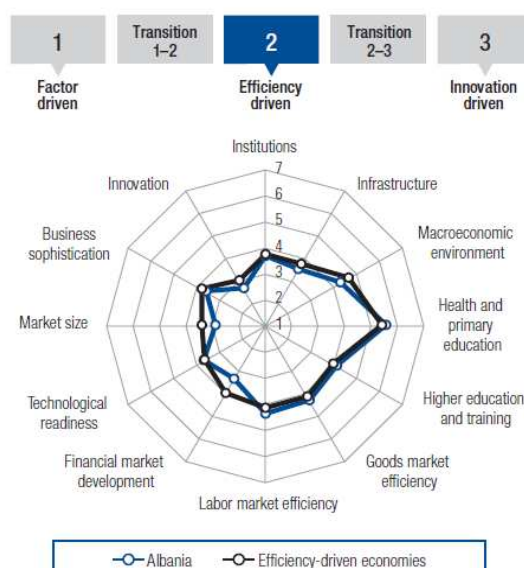 1
Transition
1–2
2
Transition
2–3
3
Factor
driven
Efficiency
driven
Innovation
driven
Institutions
7
Innovation
6
Infrastructure
5
Business
sophistication
4
Macroeconomic
environment
3
2
Market size
1
Health and
primary
education
Technological
readiness
Higher education
and training
Financial market
development
Goods market
efficiency
Labor market efficiency
Albania
Efficiency-driven economies